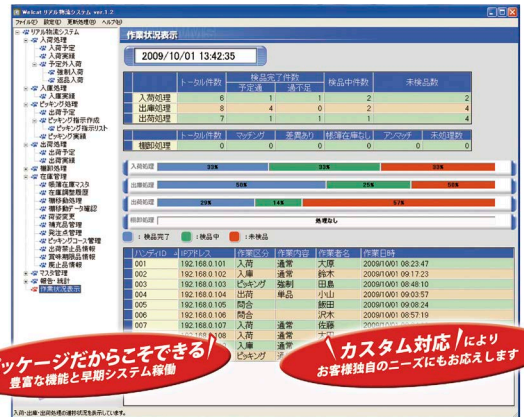 Welcat リアル物流システム ver.1.2
ファイル(F) 設定(C) 更新処理(R) ヘルプ(H)
リアル物流システム
入荷処理
入荷予定
入荷実績
予定外入荷
強制入荷
返品入荷
入庫処理
入庫実績
ピッキング処理
出荷予定
ピッキング指示作成
ピッキング指示リスト
ピッキング実績
出荷処理
出荷予定
出荷実績
棚卸処理
在庫管理
帳簿在庫マスタ
在庫調整履歴
棚移動処理
棚移動データ確認
荷姿変更
補充品管理
発注点管理
ピッキングコース管理
出荷禁止品情報
賞味期限品情報
廃止品情報
マスタ管理
報告・統計
作業状況表示
作業状況表示
2009/10/01 13:42:35
トータル件数 検品完了件数 検品中件数 未検品数
予定通 過不足
入荷処理 6 1 1 2 2
出庫処理 8 4 0 2 4
出荷処理 7 1 1 1 4
トータル件数 マッチング 差異あり 帳簿在庫なし アンマッチ 未処理数
棚卸処理 0 0 0 0 0 0
入荷処理 33% 33% 33%
出庫処理 50% 25% 50%
出荷処理 29% 14% 57%
棚卸処理 処理なし
：検品完了 ：検品中 ：未検品
ハンディID IPアドレス 作業区分 作業内容 作業者名 作業日時
001 192.168.0.101 入荷 通常 大原 2009/10/01 08:23:47
002 192.168.0.102 入庫 通常 鈴木 2009/10/01 09:17:23
003 192.168.0.103 ピッキング 強制 田島 2009/10/01 08:48:10
004 192.168.0.104 出荷 単品 小山 2009/10/01 09:03:57
005 192.168.0.105 問合 飯田 2009/10/01 09:08:24
006 192.168.0.106 問合 沢木 2009/10/01 08:57:19
007 192.168.0.107 入荷 通常 佐藤
入荷 通常
入庫
ピッキング
パッケージだからこそできる
豊富な機能と早期システム稼働
カスタム対応により
お客様独自のニーズにもお応えします
入荷・出庫・出荷処理の進捗状況を表示しています。